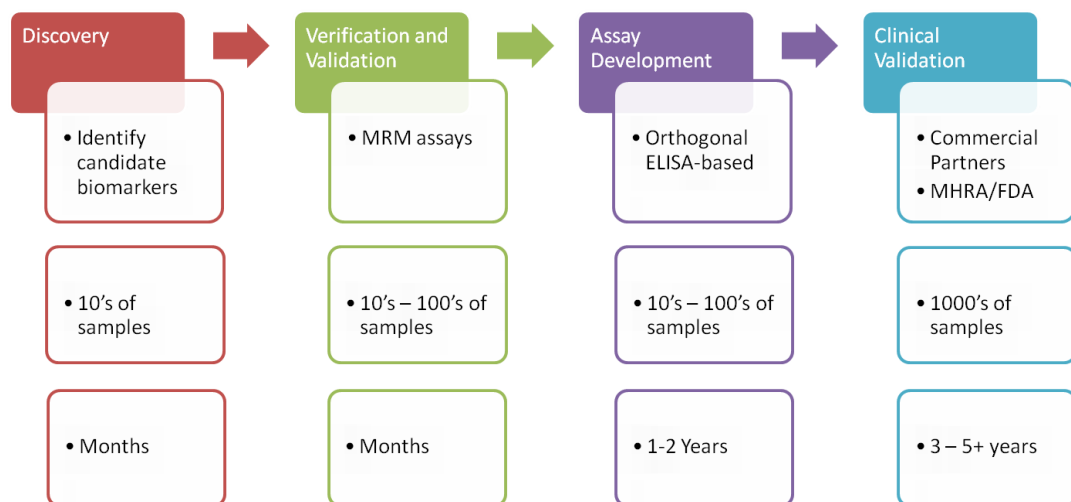 Discovery
Verification and
Validation
Assay
Development
Clinical
Validation
• Identify
candidate
biomarkers
• MRM assays
• Orthogonal
ELISA-based
• Commercial
Partners
• MHRA/FDA
• 10’s of
samples
• 10’s – 100’s of
samples
• 10’s – 100’s of
samples
• 1000’s of
samples
• Months
• Months
• 1-2 Years
• 3 – 5+ years